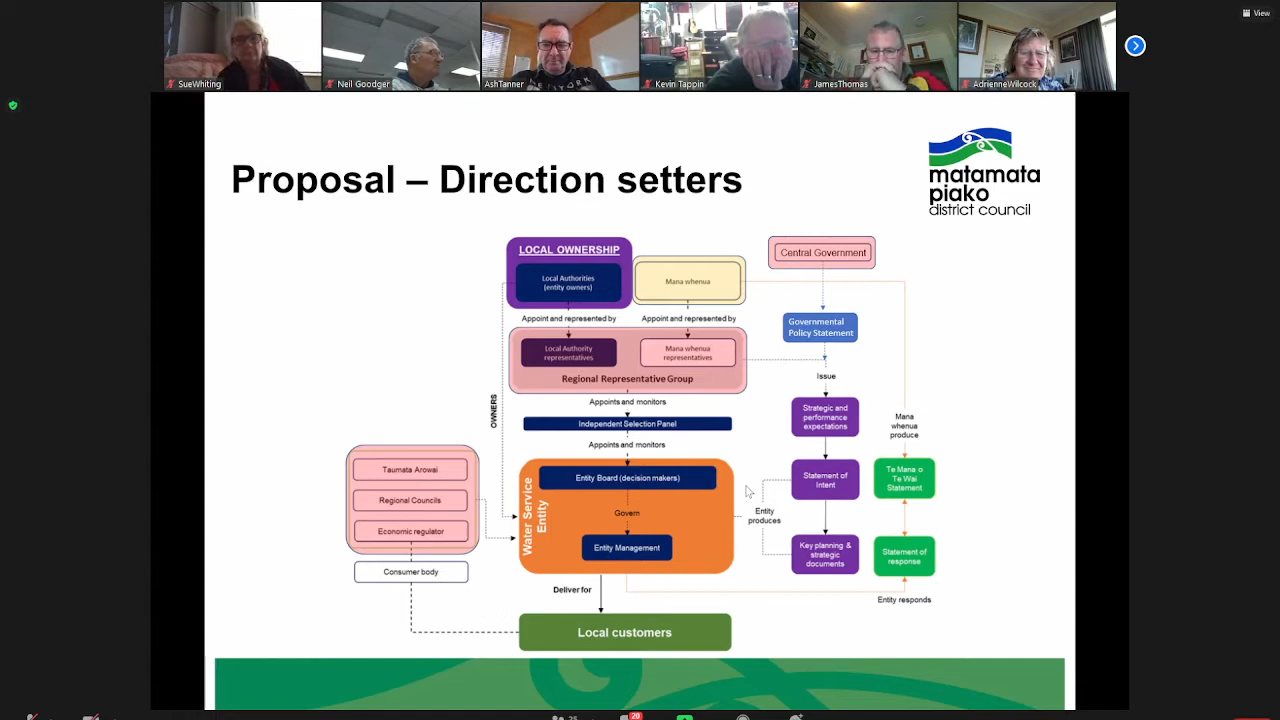 View
SueWhiting
Neil Goodger
AshTanner
Kevin Tappin
JamesThomas
AdrienneWilcock
Proposal – Direction setters
matamata
piako
district council
LOCAL OWNERSHIP
Local Authorities
(entity owners)
Mana whenua
Central Government
Appoint and represented by
Appoint and represented by
Governmental
Policy Statement
Local Authority
representatives
Mana whenua
representatives
Regional Representative Group
Issue
OWNERS
Appoints and monitors
Independent Selection Panel
Appoints and monitors
Strategic and
performance
expectations
Mana
whenua
produce
Taumata Arowai
Regional Councils
Economic regulator
Consumer body
Water Service
Entity
Entity Board (decision makers)
Govern
Entity Management
Entity
produces
Statement of
Intent
Te Mana o
Te Wai
Statement
Key planning &
strategic
documents
Statement of
response
Deliver for
Entity responds
Local customers
20